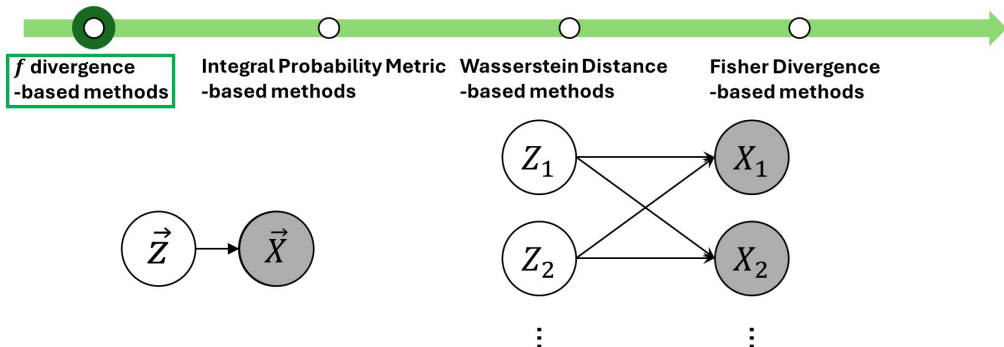 f divergence
-based methods
Integral Probability Metric
-based methods
Wasserstein Distance
-based methods
Fisher Divergence
-based methods
Z₁
X₁
Z⃗
X⃗
Z₂
X₂
⋮
⋮